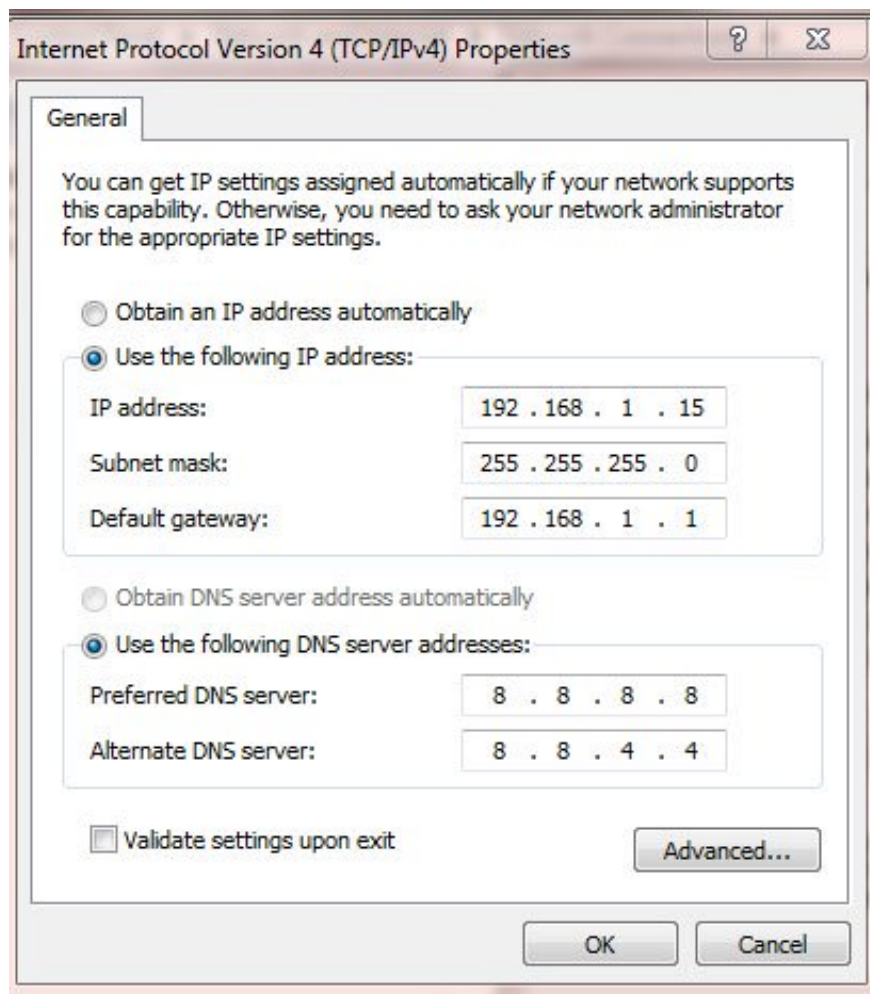 Internet Protocol Version 4 (TCP/IPv4) Properties
General
You can get IP settings assigned automatically if your network supports
this capability. Otherwise, you need to ask your network administrator
for the appropriate IP settings.
Obtain an IP address automatically
Use the following IP address:
IP address: 192 . 168 . 1 . 15
Subnet mask: 255 . 255 . 255 . 0
Default gateway: 192 . 168 . 1 . 1
Obtain DNS server address automatically
Use the following DNS server addresses:
Preferred DNS server: 8 . 8 . 8 . 8
Alternate DNS server: 8 . 8 . 4 . 4
Validate settings upon exit
Advanced...
OK Cancel